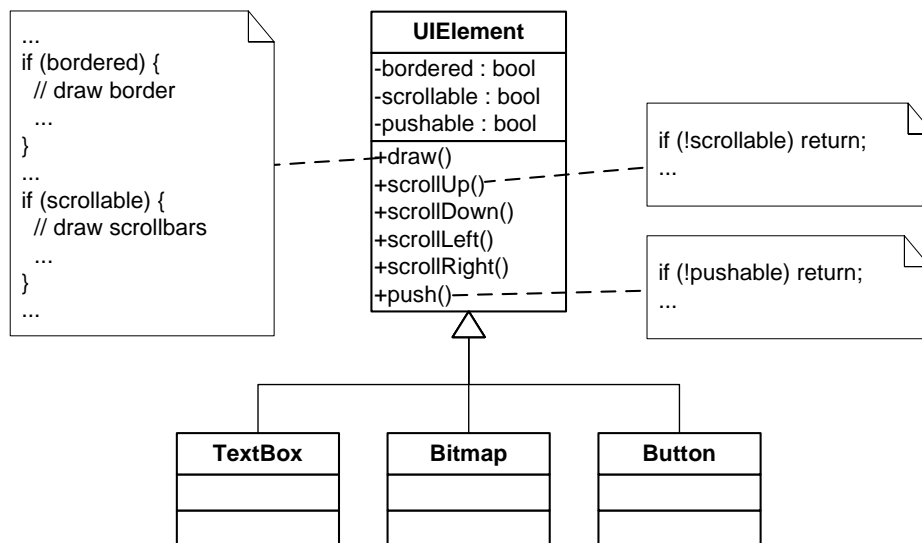 ...
if (bordered) {
// draw border
...
}
...
if (scrollable) {
// draw scrollbars
...
}
...
UIElement
-bordered : bool
-scrollable : bool
-pushable : bool
+draw()
+scrollUp()
+scrollDown()
+scrollLeft()
+scrollRight()
+push()
if (!scrollable) return;
...
if (!pushable) return;
...
TextBox
Bitmap
Button